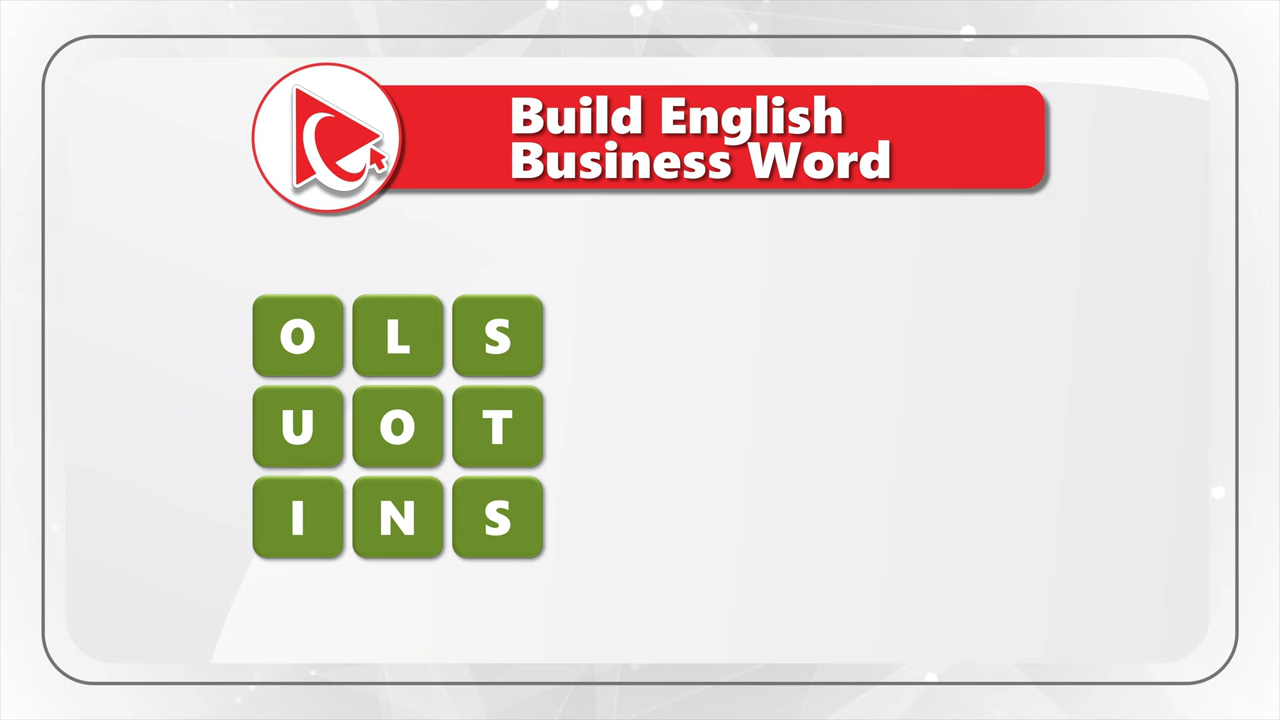 Build English
Business Word
O L S
U O T
I N S